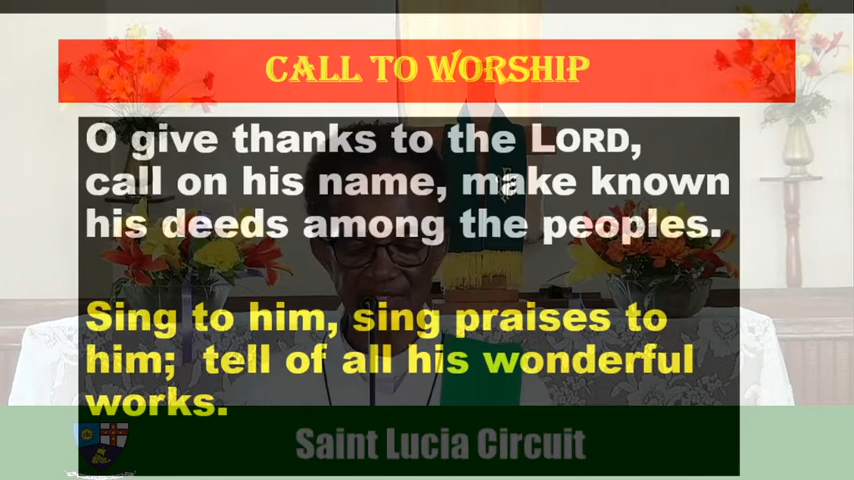 CALL TO WORSHIP
O give thanks to the LORD,
call on his name, make known
his deeds among the peoples.
Sing to him, sing praises to
him; tell of all his wonderful
works.
Saint Lucia Circuit